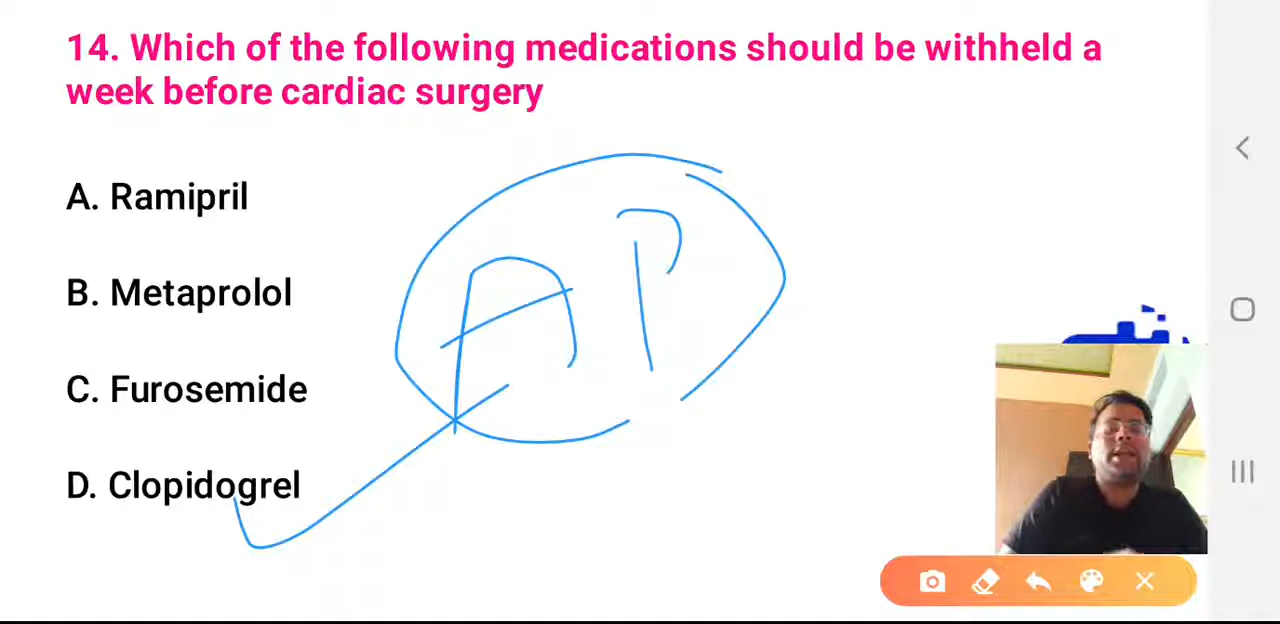 14. Which of the following medications should be withheld a
week before cardiac surgery
A. Ramipril
B. Metaprolol
C. Furosemide
D. Clopidogrel
AP